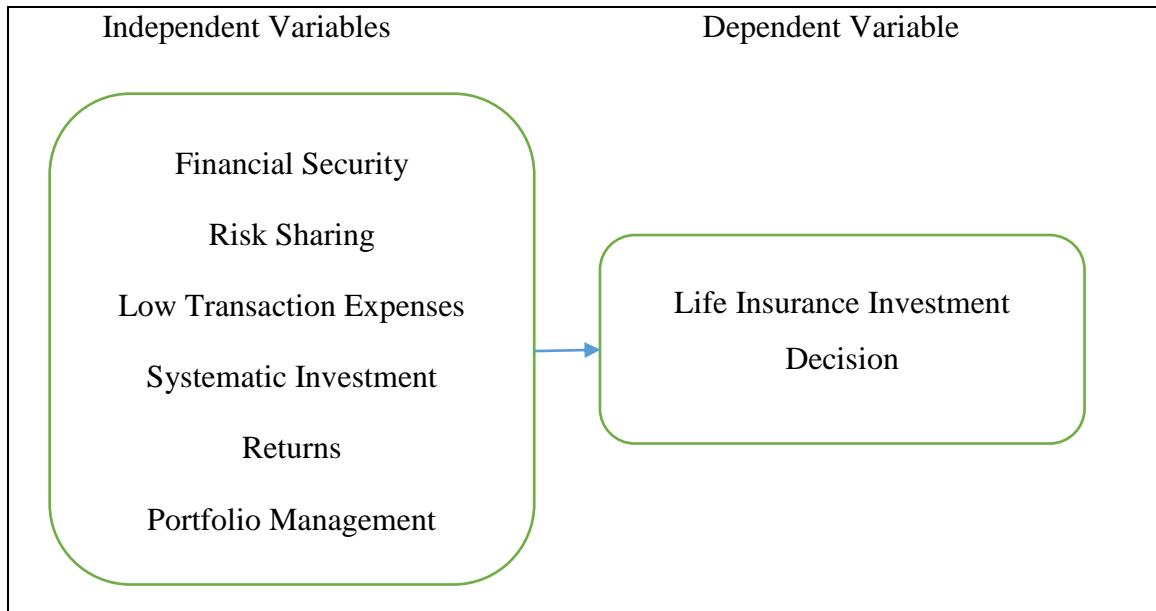 Independent Variables
Dependent Variable
Financial Security
Risk Sharing
Low Transaction Expenses
Systematic Investment
Returns
Portfolio Management
Life Insurance Investment
Decision